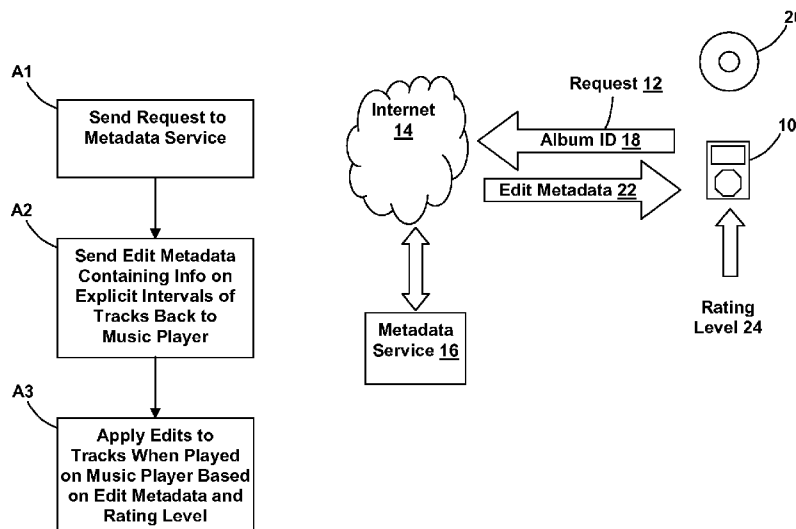 A1
Send Request to
Metadata Service
A2
Send Edit Metadata
Containing Info on
Explicit Intervals of
Tracks Back to
Music Player
A3
Apply Edits to
Tracks When Played
on Music Player Based
on Edit Metadata and
Rating Level
Internet
14
Request 12
Album ID 18
Edit Metadata 22
10
Rating
Level 24
Metadata
Service 16